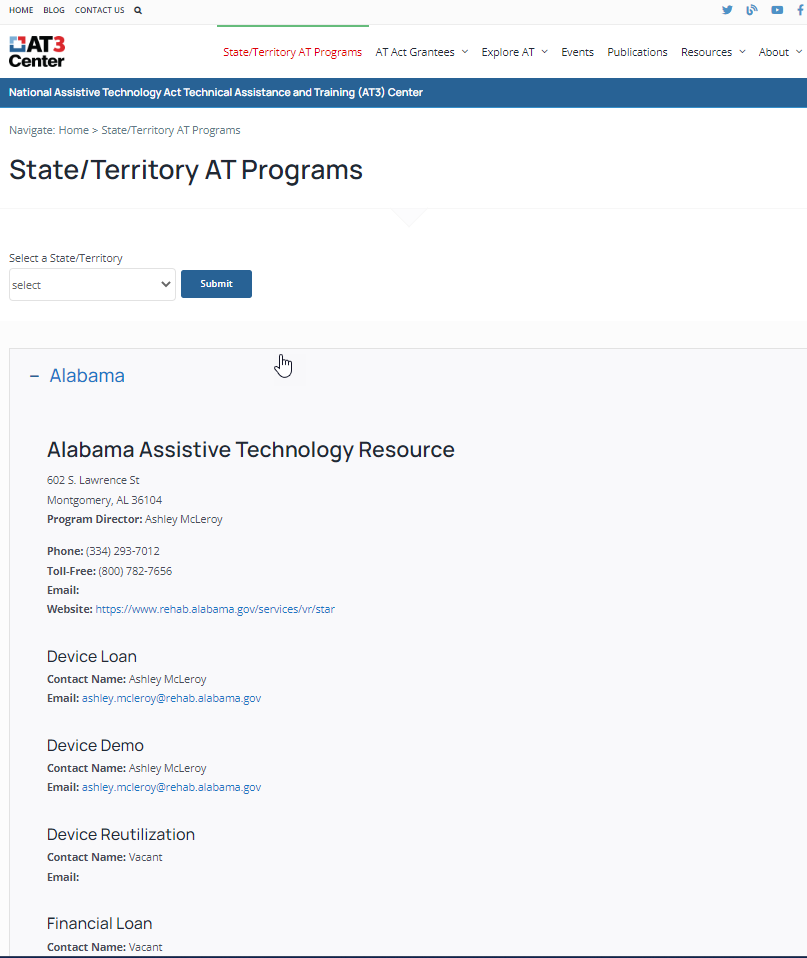 HOME BLOG CONTACT US
AT3 Center
State/Territory AT Programs AT Act Grantees Explore AT Events Publications Resources About
National Assistive Technology Act Technical Assistance and Training (AT3) Center
Navigate: Home > State/Territory AT Programs
State/Territory AT Programs
Select a State/Territory
select Submit
− Alabama
Alabama Assistive Technology Resource
602 S. Lawrence St
Montgomery, AL 36104
Program Director: Ashley McLeroy
Phone: (334) 293-7012
Toll-Free: (800) 782-7656
Email:
Website: https://www.rehab.alabama.gov/services/vr/star
Device Loan
Contact Name: Ashley McLeroy
Email: ashley.mcleroy@rehab.alabama.gov
Device Demo
Contact Name: Ashley McLeroy
Email: ashley.mcleroy@rehab.alabama.gov
Device Reutilization
Contact Name: Vacant
Email:
Financial Loan
Contact Name: Vacant